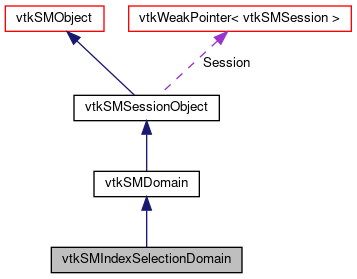 vtkSMObject
vtkWeakPointer< vtkSMSession >
Session
vtkSMSessionObject
vtkSMDomain
vtkSMIndexSelectionDomain